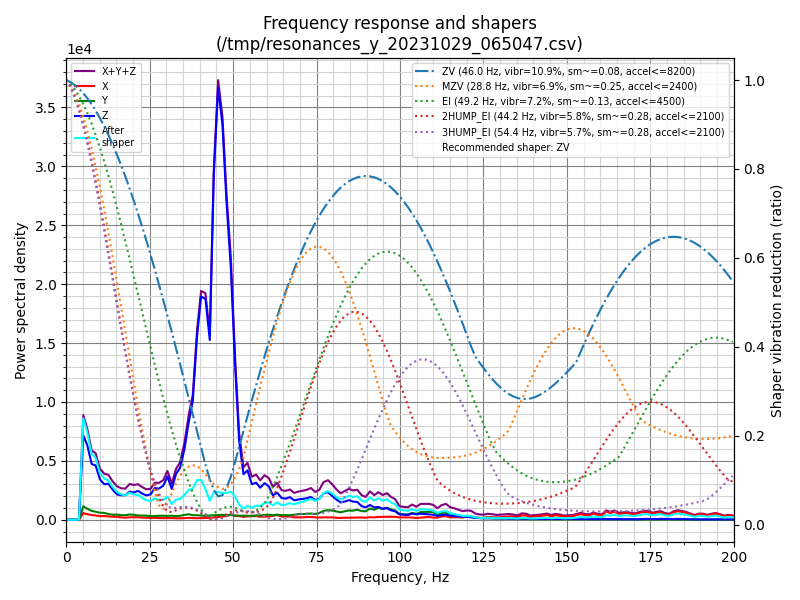 Frequency response and shapers
(/tmp/resonances_y_20231029_065047.csv)
1e4
X+Y+Z
X
Y
Z
After
shaper
ZV (46.0 Hz, vibr=10.9%, sm~=0.08, accel<=8200)
MZV (28.8 Hz, vibr=6.9%, sm~=0.25, accel<=2400)
EI (49.2 Hz, vibr=7.2%, sm~=0.13, accel<=4500)
2HUMP_EI (44.2 Hz, vibr=5.8%, sm~=0.28, accel<=2100)
3HUMP_EI (54.4 Hz, vibr=5.7%, sm~=0.28, accel<=2100)
Recommended shaper: ZV
Power spectral density
3.5
3.0
2.5
2.0
1.5
1.0
0.5
0.0
1.0
0.8
0.6
0.4
0.2
0.0
Shaper vibration reduction (ratio)
0 25 50 75 100 125 150 175 200
Frequency, Hz